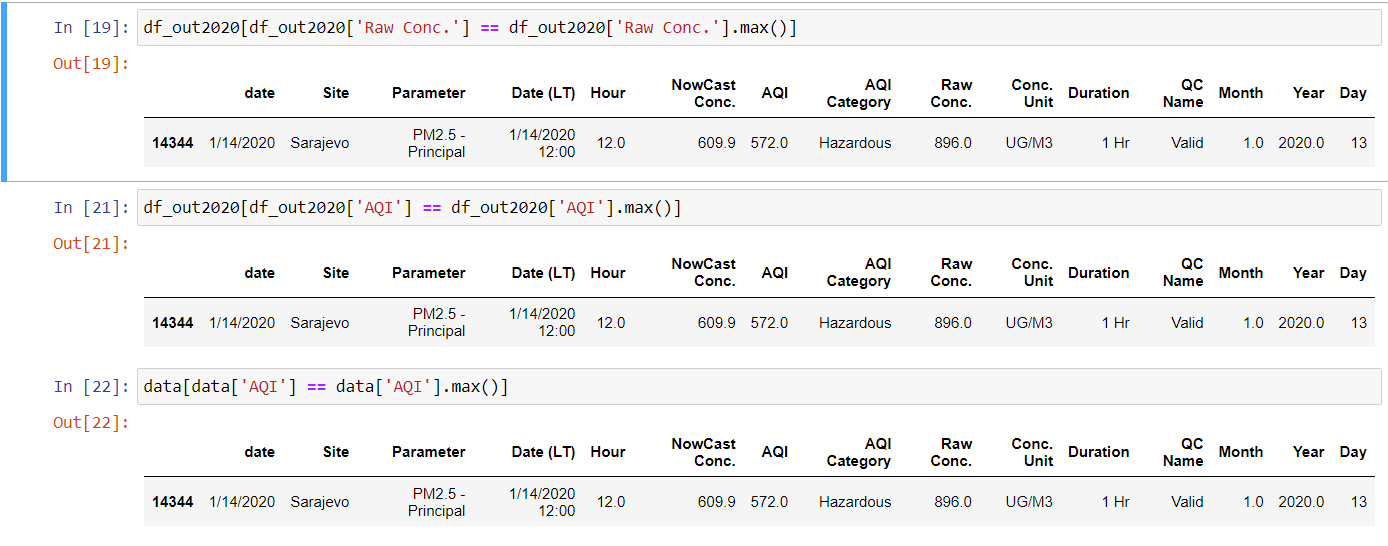 In [19]: df_out2020[df_out2020['Raw Conc.'] == df_out2020['Raw Conc.'].max()]
Out[19]:
date Site Parameter Date (LT) Hour NowCast Conc. AQI AQI Category Raw Conc. Conc. Unit Duration QC Name Month Year Day
14344 1/14/2020 Sarajevo PM2.5 - Principal 1/14/2020 12:00 12.0 609.9 572.0 Hazardous 896.0 UG/M3 1 Hr Valid 1.0 2020.0 13
In [21]: df_out2020[df_out2020['AQI'] == df_out2020['AQI'].max()]
Out[21]:
date Site Parameter Date (LT) Hour NowCast Conc. AQI AQI Category Raw Conc. Conc. Unit Duration QC Name Month Year Day
14344 1/14/2020 Sarajevo PM2.5 - Principal 1/14/2020 12:00 12.0 609.9 572.0 Hazardous 896.0 UG/M3 1 Hr Valid 1.0 2020.0 13
In [22]: data[data['AQI'] == data['AQI'].max()]
Out[22]:
date Site Parameter Date (LT) Hour NowCast Conc. AQI AQI Category Raw Conc. Conc. Unit Duration QC Name Month Year Day
14344 1/14/2020 Sarajevo PM2.5 - Principal 1/14/2020 12:00 12.0 609.9 572.0 Hazardous 896.0 UG/M3 1 Hr Valid 1.0 2020.0 13